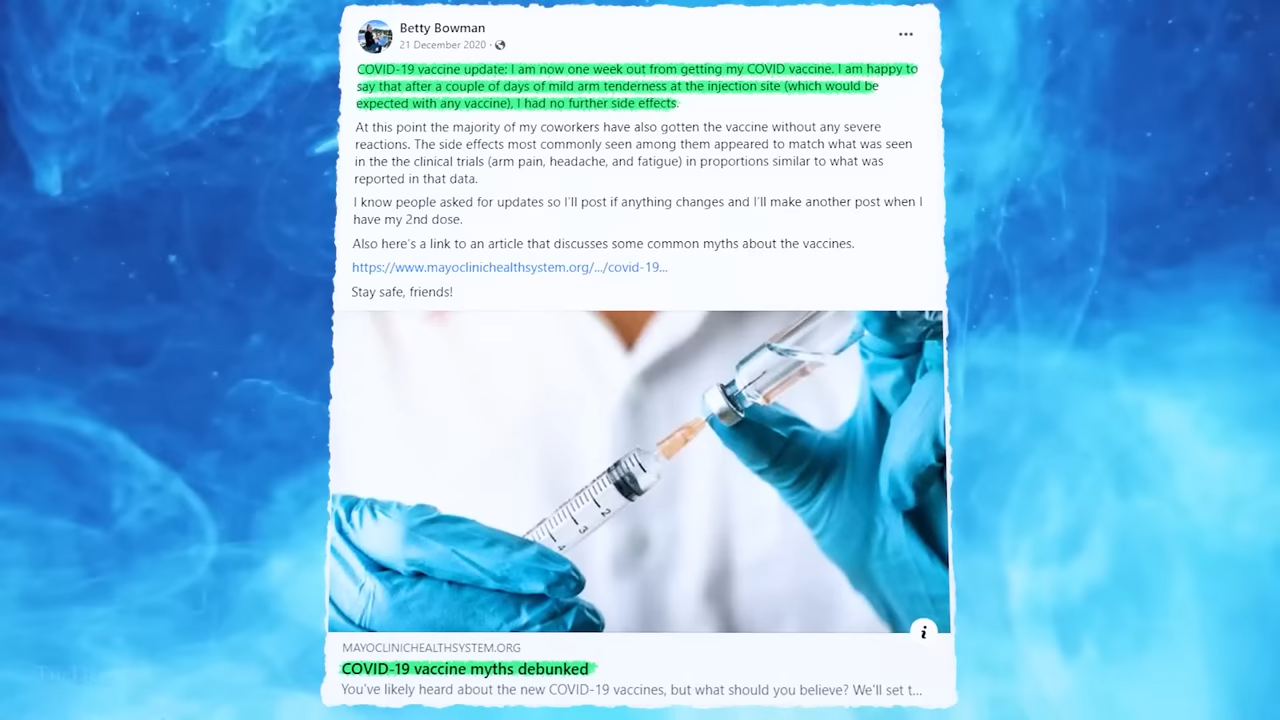 Betty Bowman
21 December 2020 ·
COVID-19 vaccine update: I am now one week out from getting my COVID vaccine. I am happy to
say that after a couple of days of mild arm tenderness at the injection site (which would be
expected with any vaccine), I had no further side effects.
At this point the majority of my coworkers have also gotten the vaccine without any severe
reactions. The side effects most commonly seen among them appeared to match what was seen
in the the clinical trials (arm pain, headache, and fatigue) in proportions similar to what was
reported in that data.
I know people asked for updates so I'll post if anything changes and I'll make another post when I
have my 2nd dose.
Also here's a link to an article that discusses some common myths about the vaccines.
https://www.mayoclinichealthsystem.org/.../covid-19...
Stay safe, friends!
2
3
4
i
MAYOCLINICHEALTHSYSTEM.ORG
COVID-19 vaccine myths debunked
You've likely heard about the new COVID-19 vaccines, but what should you believe? We'll set t...